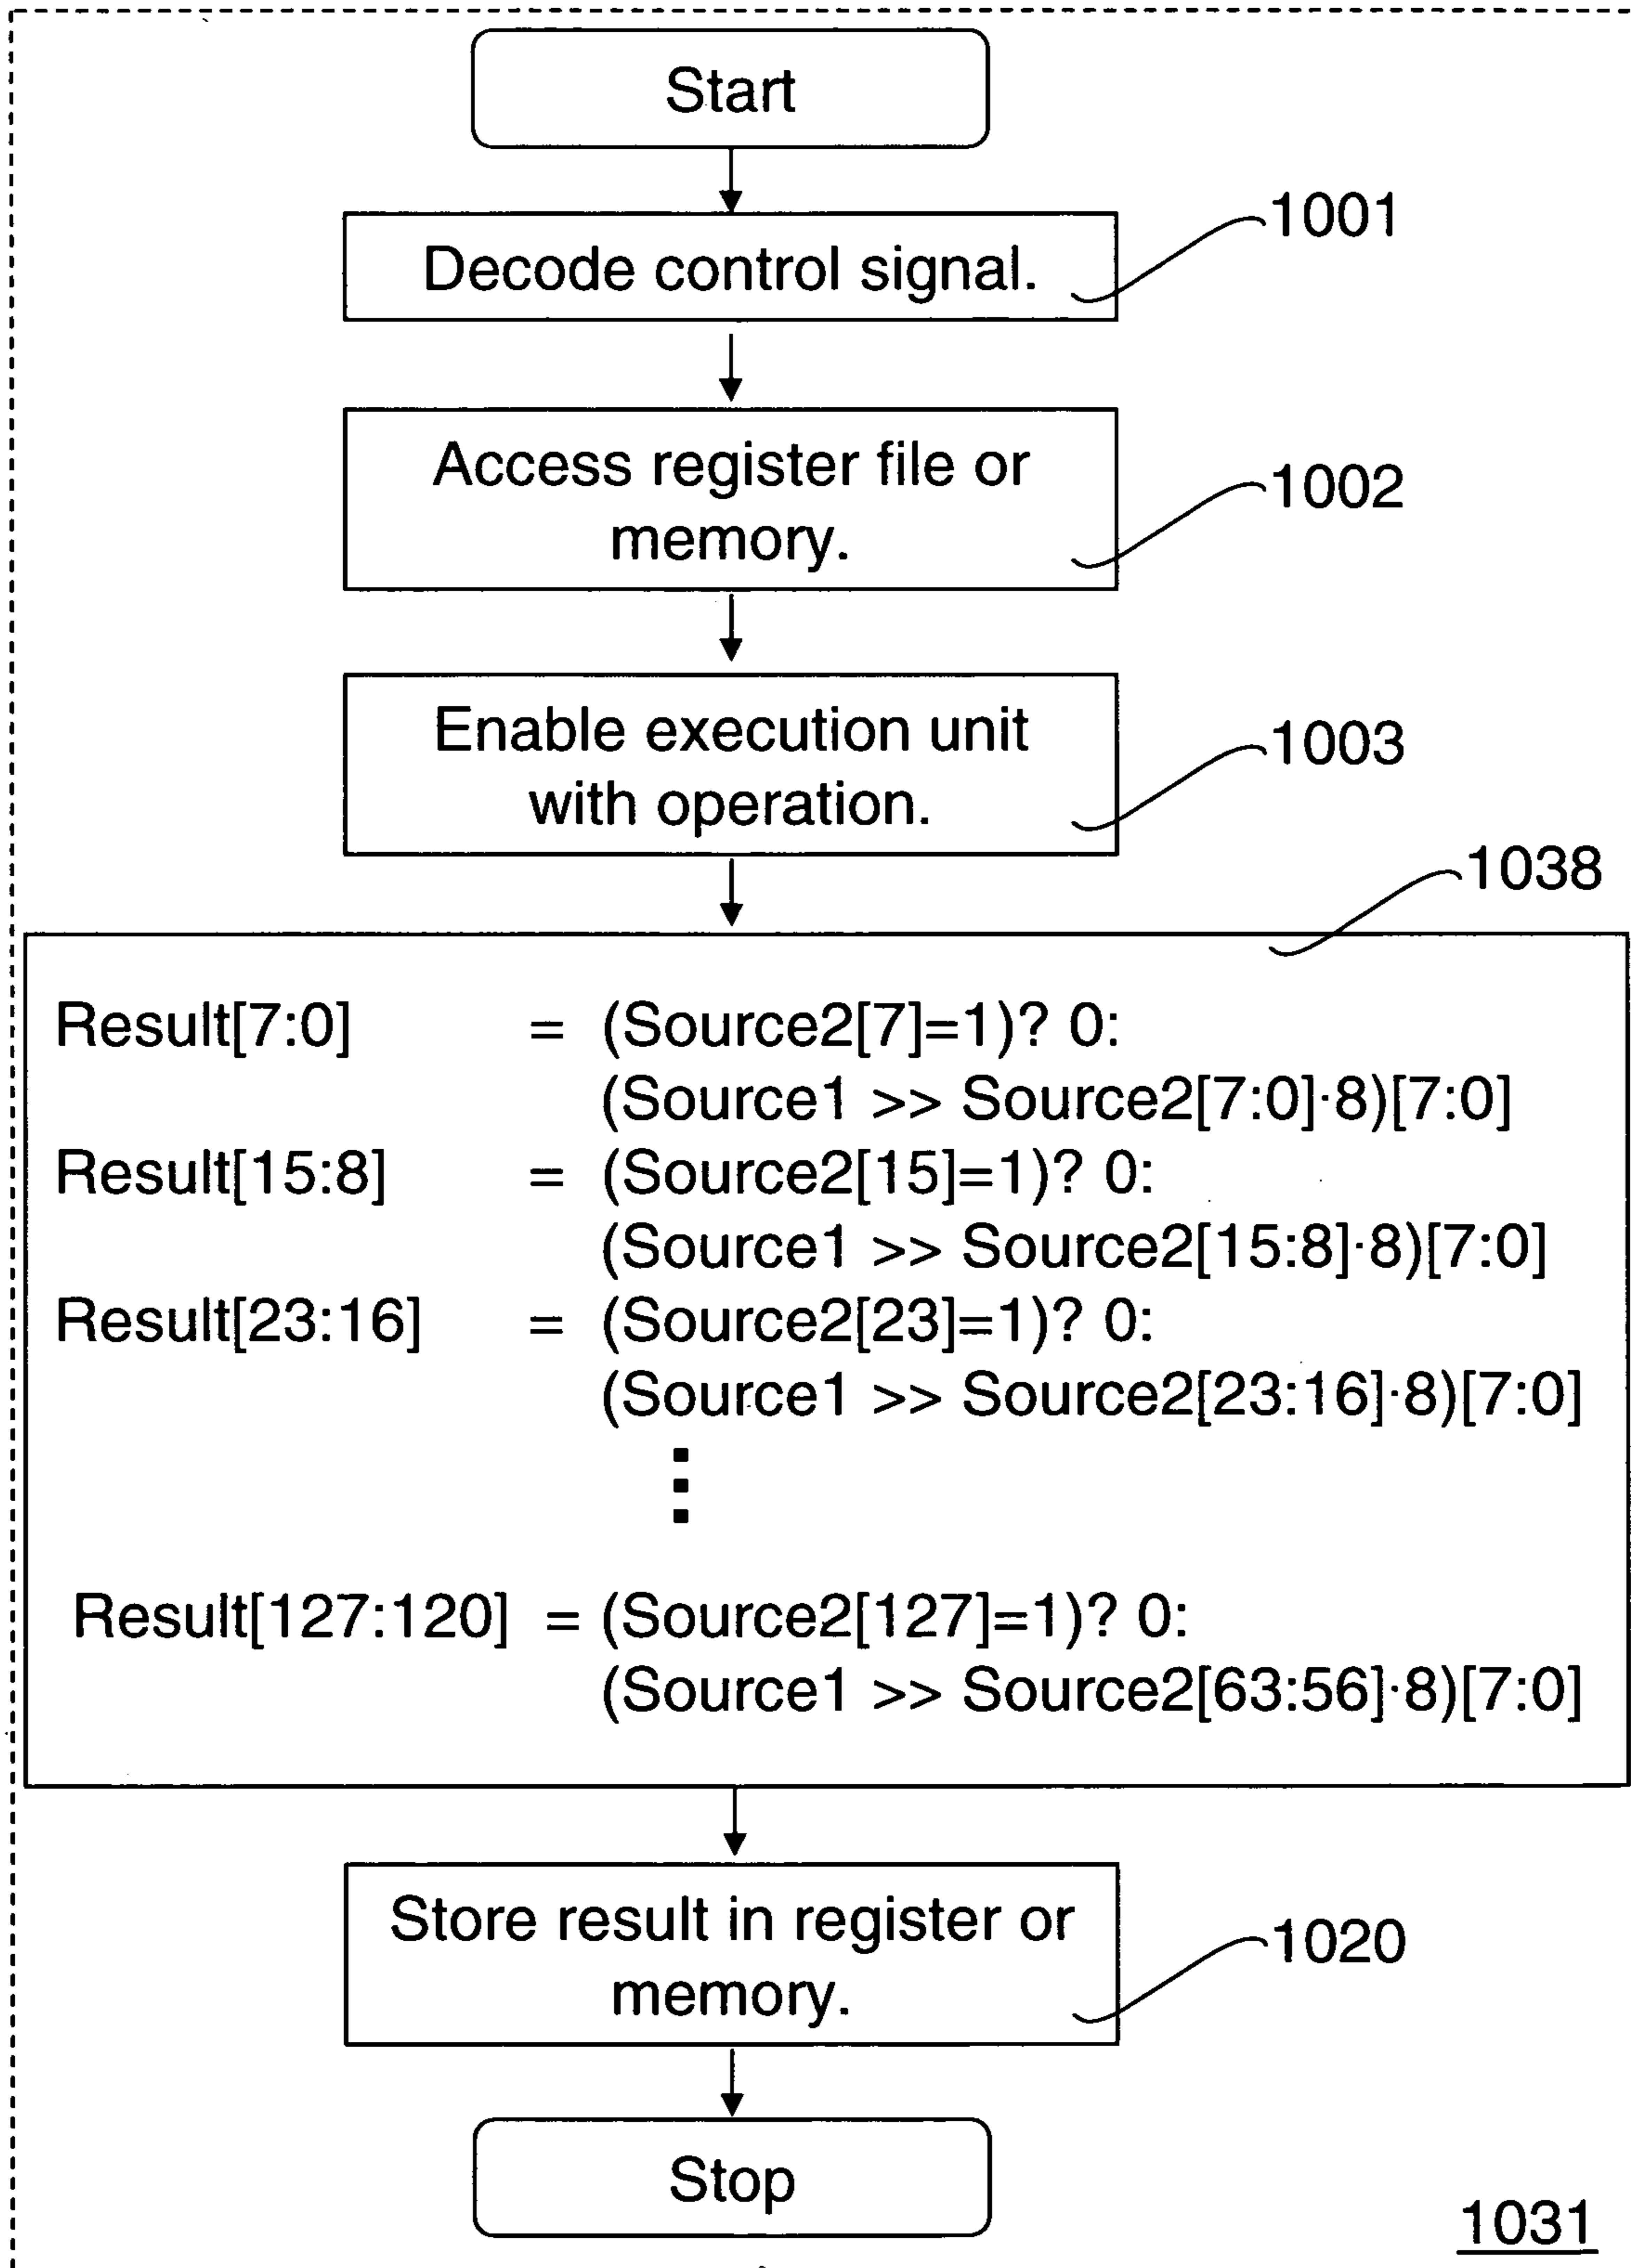 Start
Decode control signal.
1001
Access register file or
memory.
1002
Enable execution unit
with operation.
1003
1038
Result[7:0] = (Source2[7]=1)? 0:
(Source1 >> Source2[7:0]·8)[7:0]
Result[15:8] = (Source2[15]=1)? 0:
(Source1 >> Source2[15:8]·8)[7:0]
Result[23:16] = (Source2[23]=1)? 0:
(Source1 >> Source2[23:16]·8)[7:0]
Result[127:120] = (Source2[127]=1)? 0:
(Source1 >> Source2[63:56]·8)[7:0]
Store result in register or
memory.
1020
Stop
1031